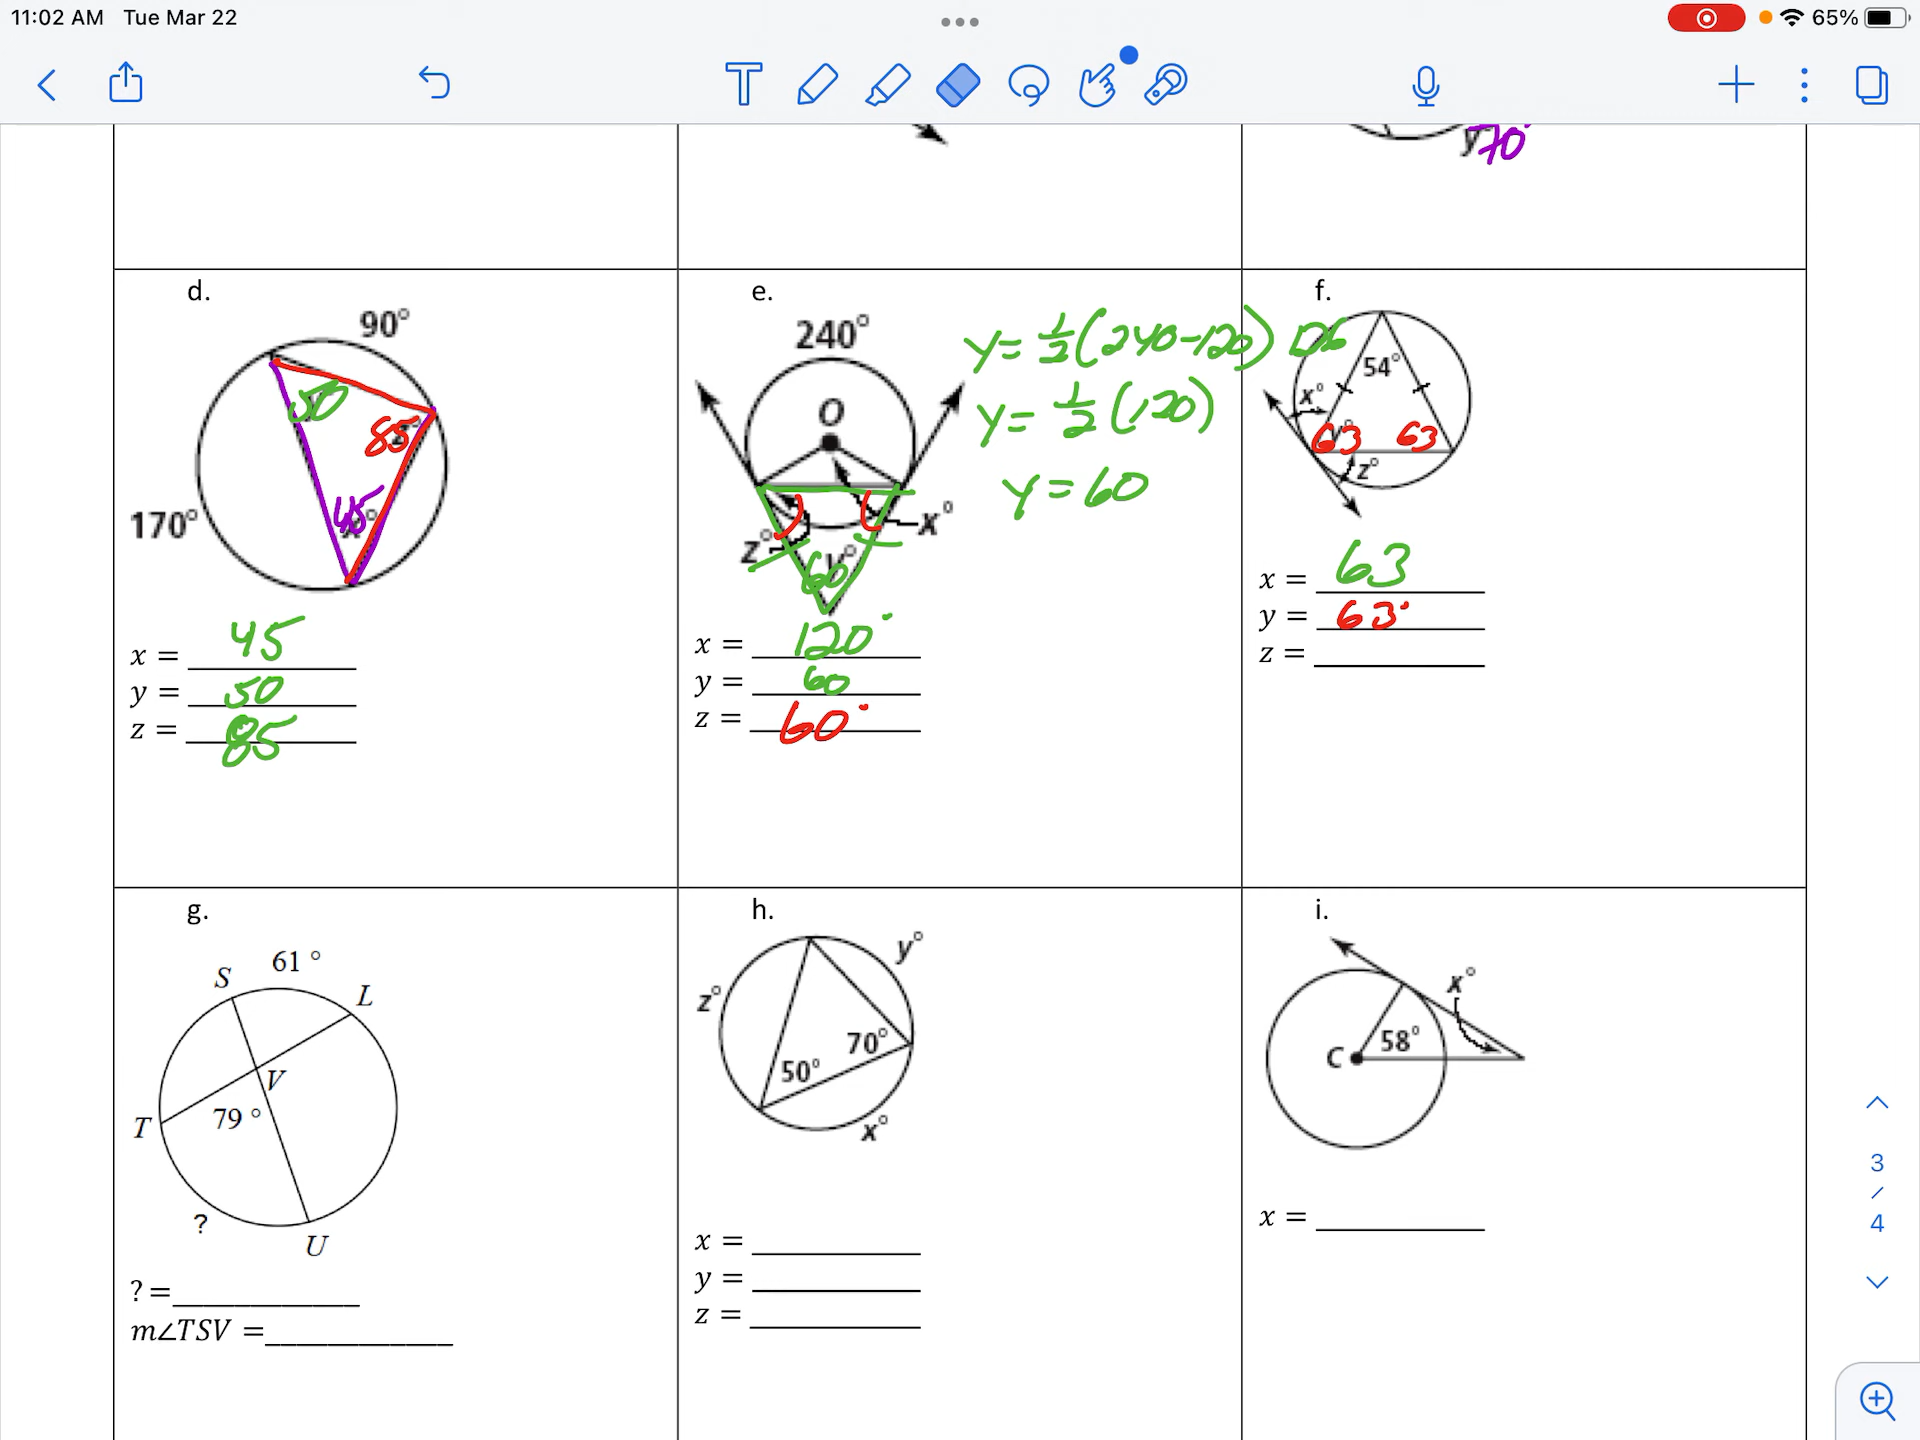 11:02 AM Tue Mar 22
65%
T
y 70°
d.
90°
50
85
170°
45
x°
x = 45
y = 50
z = 85
e.
240°
y = 1/2(240-120)
y = 1/2(120)
y = 60
O
x°
z°
y°
60
x = 120°
y = 60
z = 60°
f.
54°
x°
63 63
z°
x = 63
y = 63°
z =
g.
61 °
S
L
V
T
79 °
?
U
? =
m∠TSV =
h.
y°
z°
70°
50°
x°
x =
y =
z =
i.
x°
C 58°
x =
3
/
4